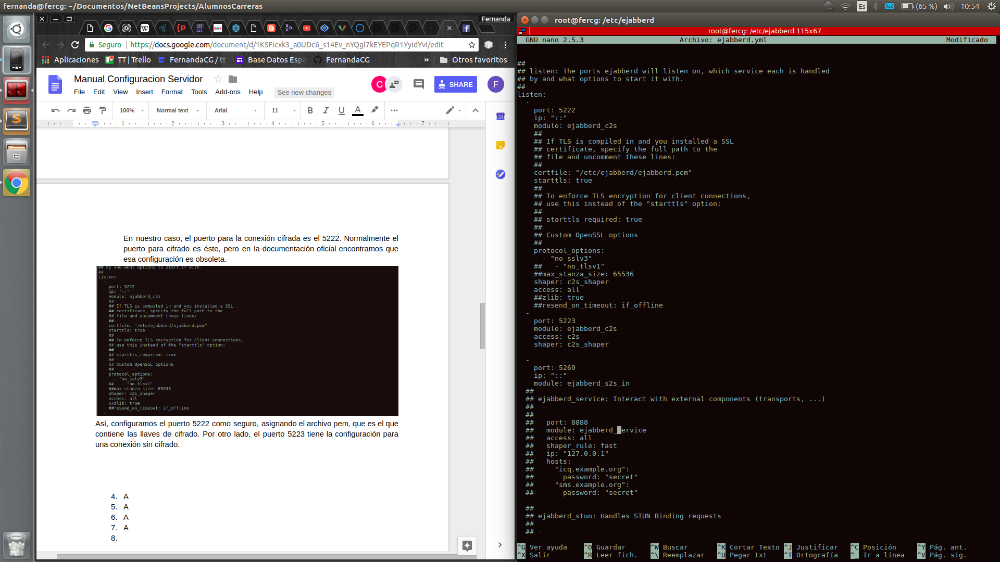 fernanda@fercg: ~/Documentos/NetBeansProjects/AlumnosCarreras
Es
(65 %)
10:54
Fernanda
Seguro
https://docs.google.com/document/d/1KSFicxk3_a0UDc6_s14Ev_nYQgl7kEYEPqR1YyidYvI/edit
Aplicaciones
TT | Trello
FernandaCG / tt
Base Datos Espa
FernandaCG
»
Otros favoritos
Manual Configuracion Servidor
File Edit View Insert Format Tools Add-ons Help
See new changes
C
SHARE
F
100%
Normal text
Arial
11
B I U A
1 2 3 4 5 6 7
31
En nuestro caso, el puerto para la conexión cifrada es el 5222. Normalmente el
puerto para cifrado es éste, pero en la documentación oficial encontramos que
esa configuración es obsoleta.
## by and what options to start it with.
##
listen:
-
port: 5222
ip: "::"
module: ejabberd_c2s
##
## If TLS is compiled in and you installed a SSL
## certificate, specify the full path to the
## file and uncomment these lines:
##
certfile: "/etc/ejabberd/ejabberd.pem"
starttls: true
##
## To enforce TLS encryption for client connections,
## use this instead of the "starttls" option:
##
## starttls_required: true
##
## Custom OpenSSL options
##
protocol_options:
- "no_sslv3"
## - "no_tlsv1"
##max_stanza_size: 65536
shaper: c2s_shaper
access: all
##zlib: true
##resend_on_timeout: if_offline
-
Así, configuramos el puerto 5222 como seguro, asignando el archivo pem, que es el que
contiene las llaves de cifrado. Por otro lado, el puerto 5223 tiene la configuración para
una conexión sin cifrado.
4. A
5. A
6. A
7. A
8.
root@fercg: /etc/ejabberd
root@fercg: /etc/ejabberd 115x67
GNU nano 2.5.3 Archivo: ejabberd.yml Modificado
##
## listen: The ports ejabberd will listen on, which service each is handled
## by and what options to start it with.
##
listen:
-
port: 5222
ip: "::"
module: ejabberd_c2s
##
## If TLS is compiled in and you installed a SSL
## certificate, specify the full path to the
## file and uncomment these lines:
##
certfile: "/etc/ejabberd/ejabberd.pem"
starttls: true
##
## To enforce TLS encryption for client connections,
## use this instead of the "starttls" option:
##
## starttls_required: true
##
## Custom OpenSSL options
##
protocol_options:
- "no_sslv3"
## - "no_tlsv1"
##max_stanza_size: 65536
shaper: c2s_shaper
access: all
##zlib: true
##resend_on_timeout: if_offline
-
port: 5223
module: ejabberd_c2s
access: c2s
shaper: c2s_shaper
-
port: 5269
ip: "::"
module: ejabberd_s2s_in
##
## ejabberd_service: Interact with external components (transports, ...)
##
## -
## port: 8888
## module: ejabberd_service
## access: all
## shaper_rule: fast
## ip: "127.0.0.1"
## hosts:
## "icq.example.org":
## password: "secret"
## "sms.example.org":
## password: "secret"
##
## ejabberd_stun: Handles STUN Binding requests
##
## -
^G Ver ayuda ^O Guardar ^W Buscar ^K Cortar Texto ^J Justificar ^C Posición ^Y Pág. ant.
^X Salir ^R Leer fich. ^\ Reemplazar ^U Pegar txt ^T Ortografía ^_ Ir a línea ^V Pág. sig.